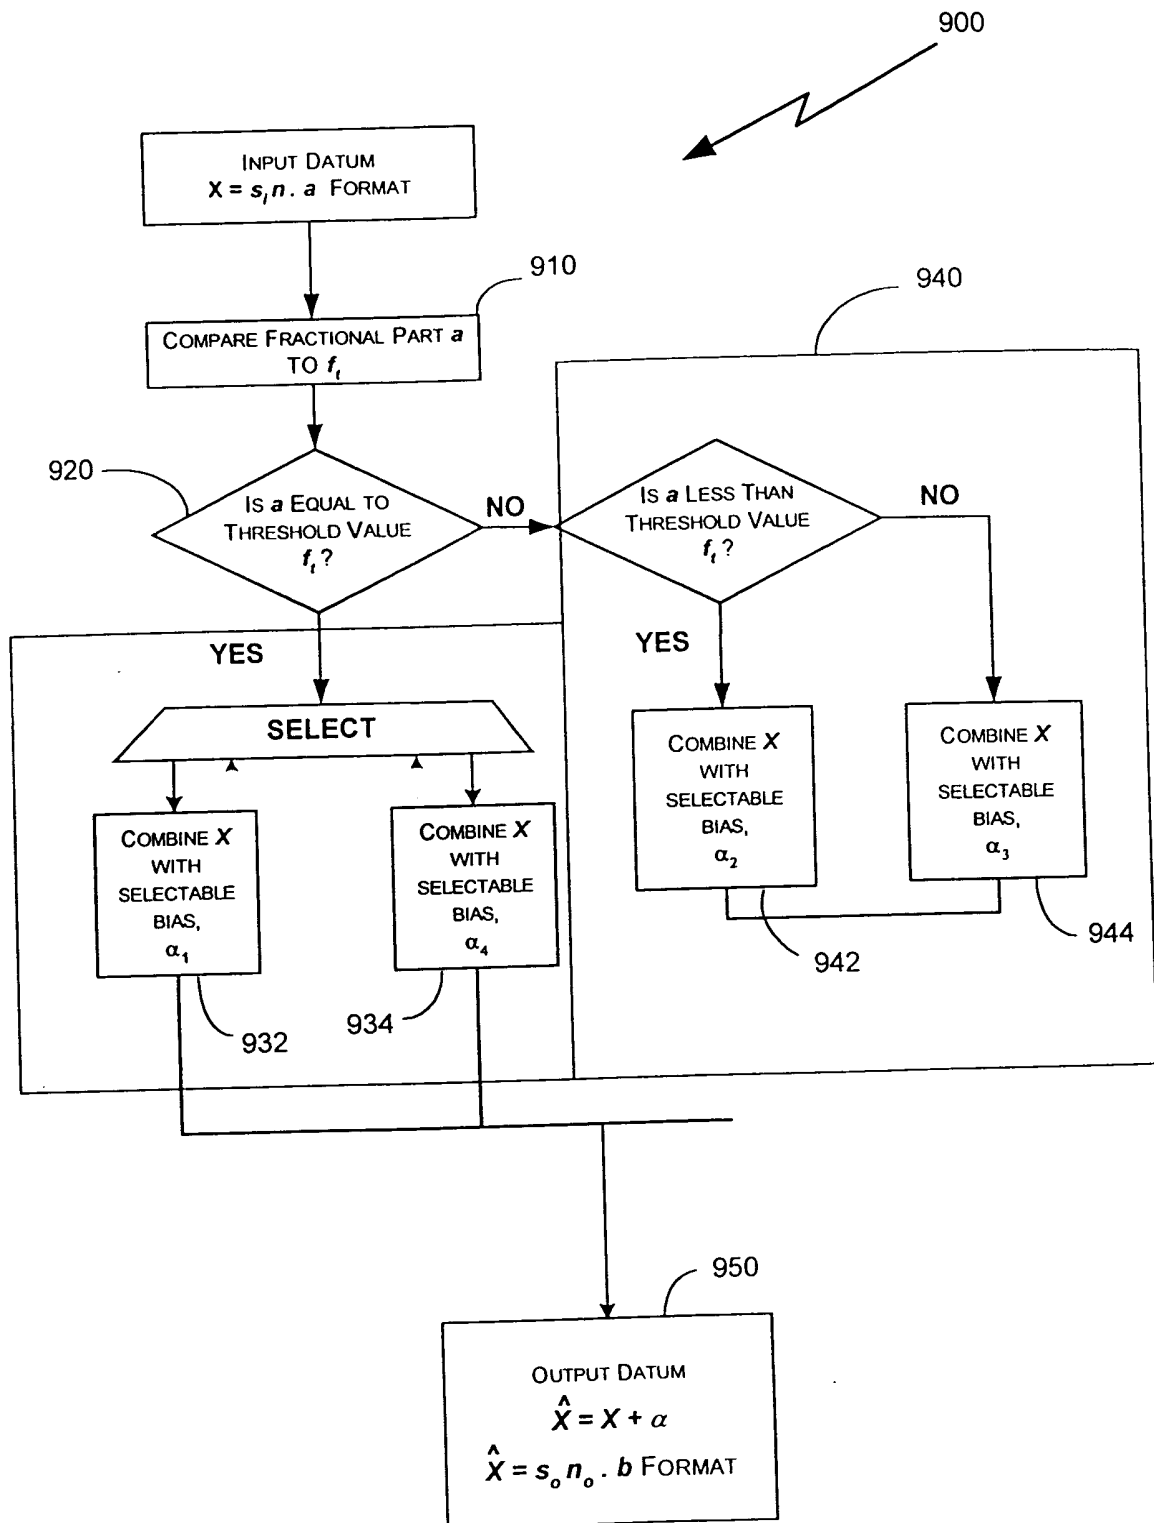 900
INPUT DATUM
X = s_i n . a FORMAT
910
COMPARE FRACTIONAL PART a
TO f_t
940
920
IS a EQUAL TO
THRESHOLD VALUE
f_t ?
NO
IS a LESS THAN
THRESHOLD VALUE
f_t ?
NO
YES
YES
SELECT
COMBINE X
WITH
SELECTABLE
BIAS,
α_1
COMBINE X
WITH
SELECTABLE
BIAS,
α_4
COMBINE X
WITH
SELECTABLE
BIAS,
α_2
COMBINE X
WITH
SELECTABLE
BIAS,
α_3
932
934
942
944
950
OUTPUT DATUM
X̂ = X + α
X̂ = s_o n_o . b FORMAT